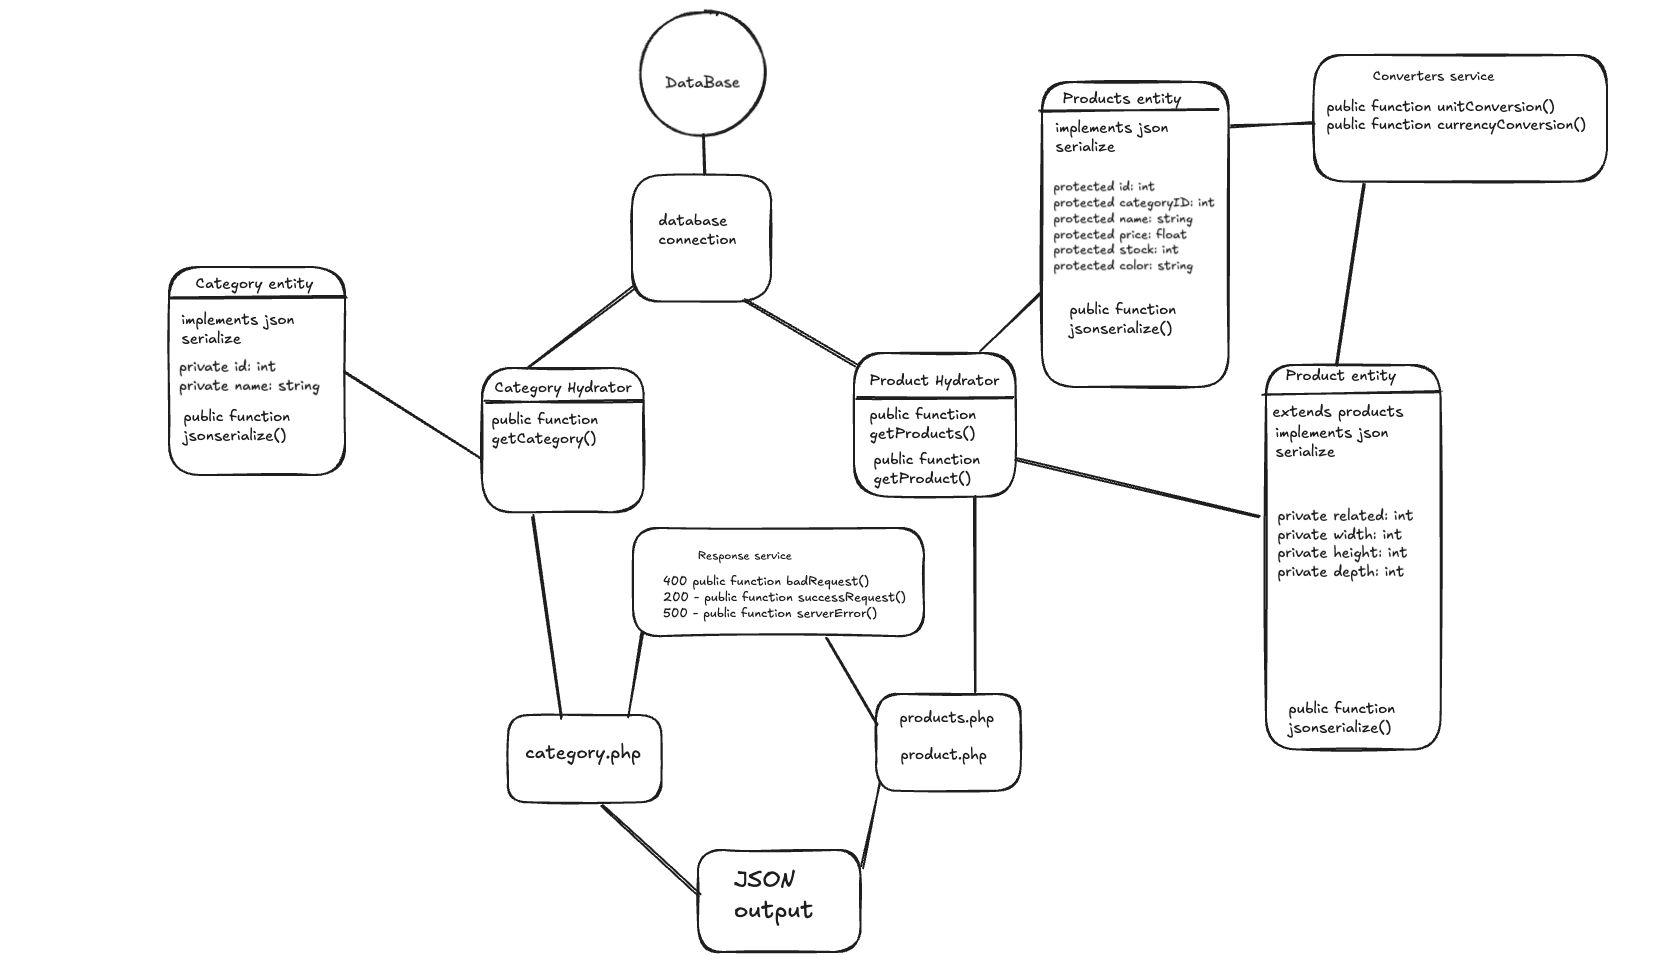 DataBase
database
connection
Category entity
implements json
serialize
private id: int
private name: string
public function
jsonserialize()
Category Hydrator
public function
getCategory()
Product Hydrator
public function
getProducts()
public function
getProduct()
Products entity
implements json
serialize
protected id: int
protected categoryID: int
protected name: string
protected price: float
protected stock: int
protected color: string
public function
jsonserialize()
Converters service
public function unitConversion()
public function currencyConversion()
Product entity
extends products
implements json
serialize
private related: int
private width: int
private height: int
private depth: int
public function
jsonserialize()
Response service
400 public function badRequest()
200 - public function successRequest()
500 - public function serverError()
category.php
products.php
product.php
JSON
output